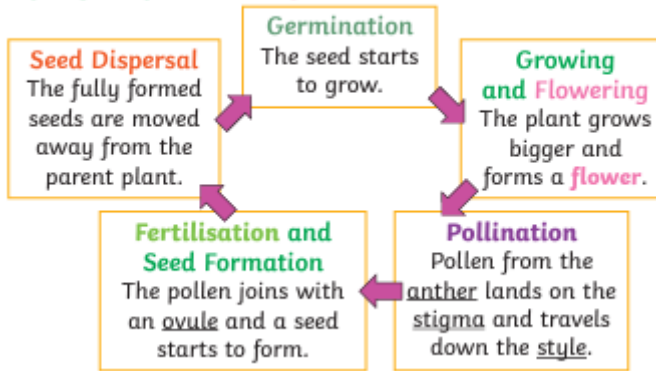 Germination
The seed starts
to grow.
Growing
and Flowering
The plant grows
bigger and
forms a flower.
Pollination
Pollen from the
anther lands on the
stigma and travels
down the style.
Fertilisation and
Seed Formation
The pollen joins with
an ovule and a seed
starts to form.
Seed Dispersal
The fully formed
seeds are moved
away from the
parent plant.